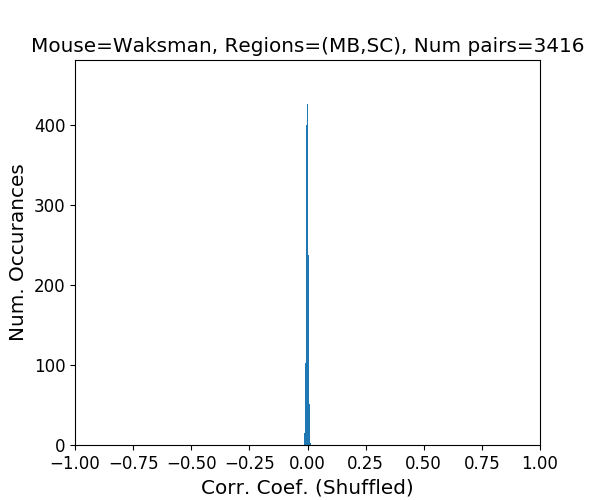 Mouse=Waksman, Regions=(MB,SC), Num pairs=3416
Num. Occurances
400
300
200
100
0
−1.00 −0.75 −0.50 −0.25 0.00 0.25 0.50 0.75 1.00
Corr. Coef. (Shuffled)